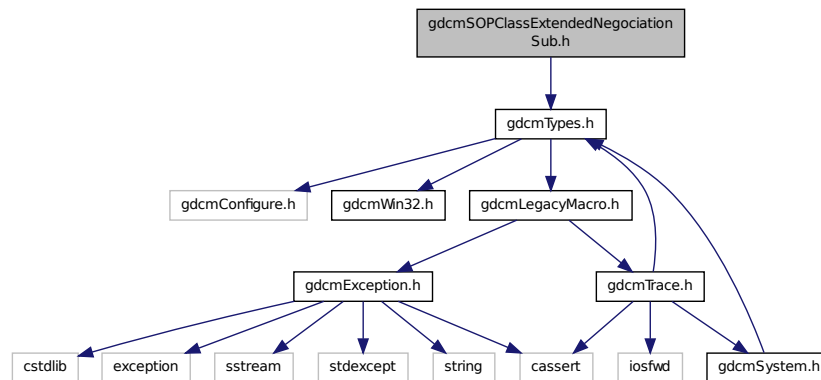 gdcmSOPClassExtendedNegociation
Sub.h
gdcmTypes.h
gdcmConfigure.h
gdcmWin32.h
gdcmLegacyMacro.h
gdcmException.h
gdcmTrace.h
cstdlib
exception
sstream
stdexcept
string
cassert
iosfwd
gdcmSystem.h